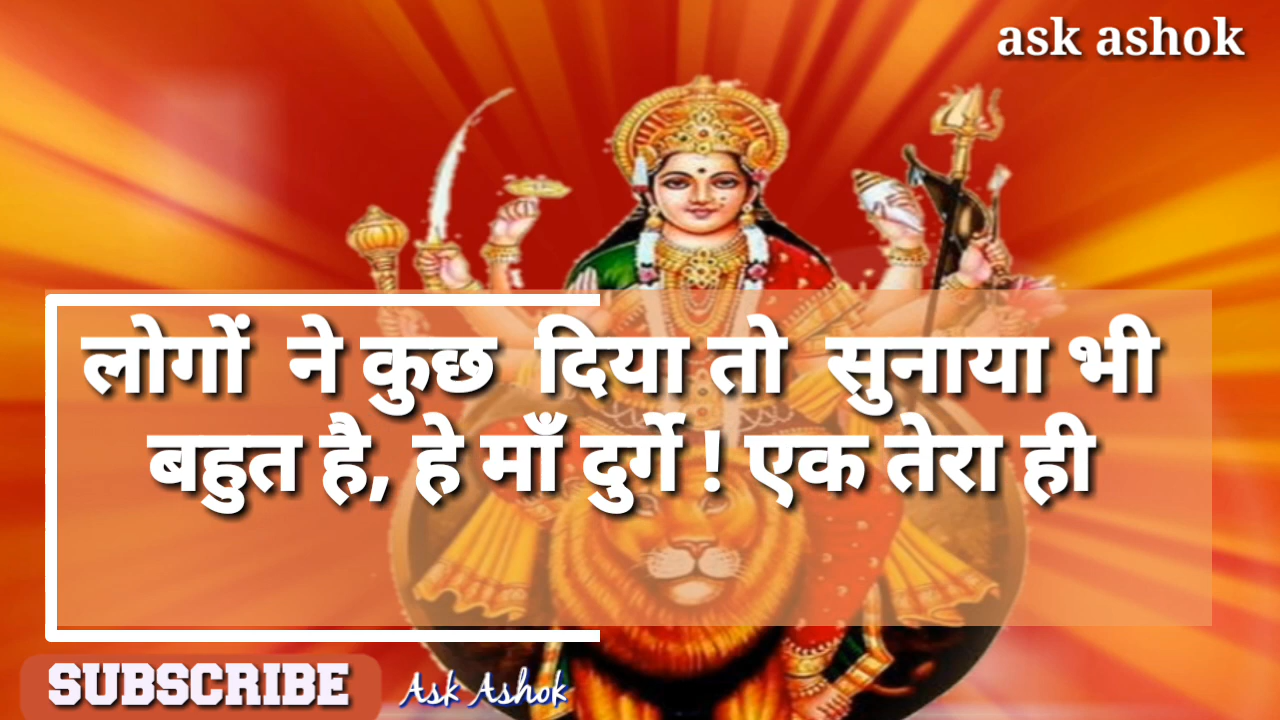 ask ashok
लोगों ने कुछ दिया तो सुनाया भी
बहुत है, हे माँ दुर्गे ! एक तेरा ही
SUBSCRIBE
Ask Ashok